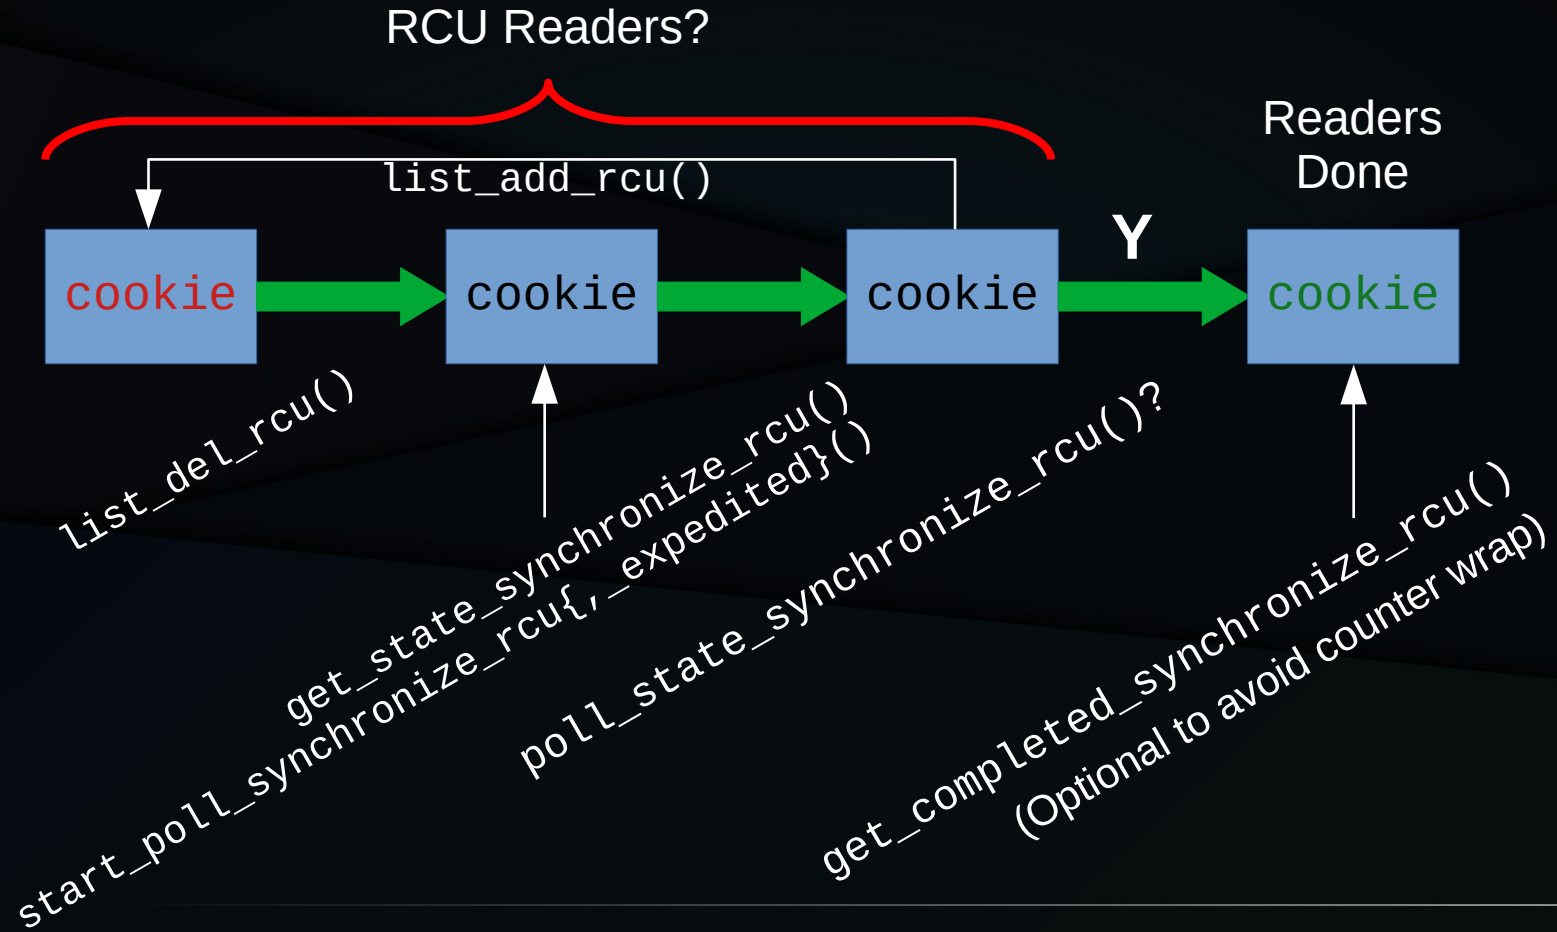 RCU Readers?
Readers
Done
list_add_rcu()
Y
cookie
cookie
cookie
cookie
list_del_rcu()
get_state_synchronize_rcu()
start_poll_synchronize_rcu{,_expedited}()
poll_state_synchronize_rcu()?
get_completed_synchronize_rcu()
(Optional to avoid counter wrap)